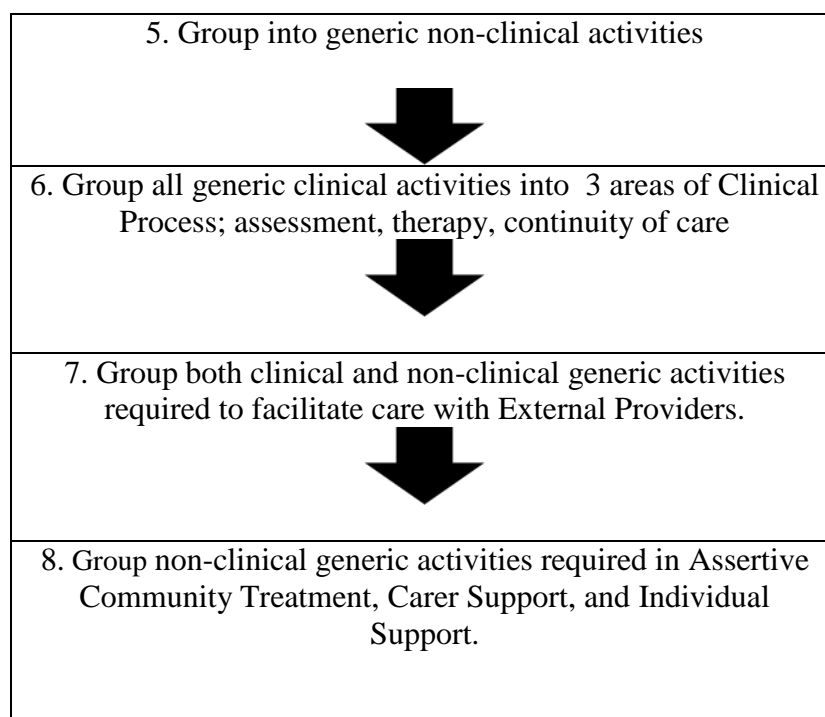 5. Group into generic non-clinical activities
6. Group all generic clinical activities into 3 areas of Clinical
Process; assessment, therapy, continuity of care
7. Group both clinical and non-clinical generic activities
required to facilitate care with External Providers.
8. Group non-clinical generic activities required in Assertive
Community Treatment, Carer Support, and Individual
Support.